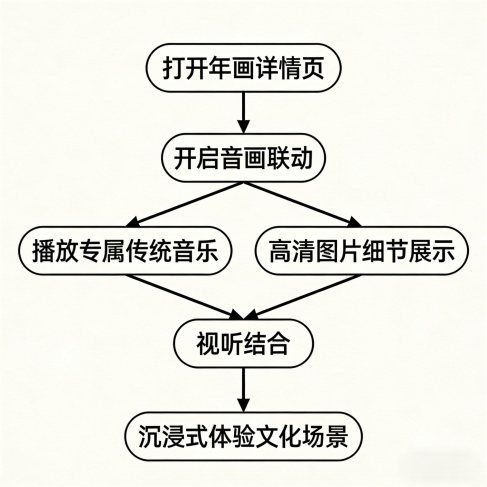 打开年画详情页
开启音画联动
播放专属传统音乐
高清图片细节展示
视听结合
沉浸式体验文化场景